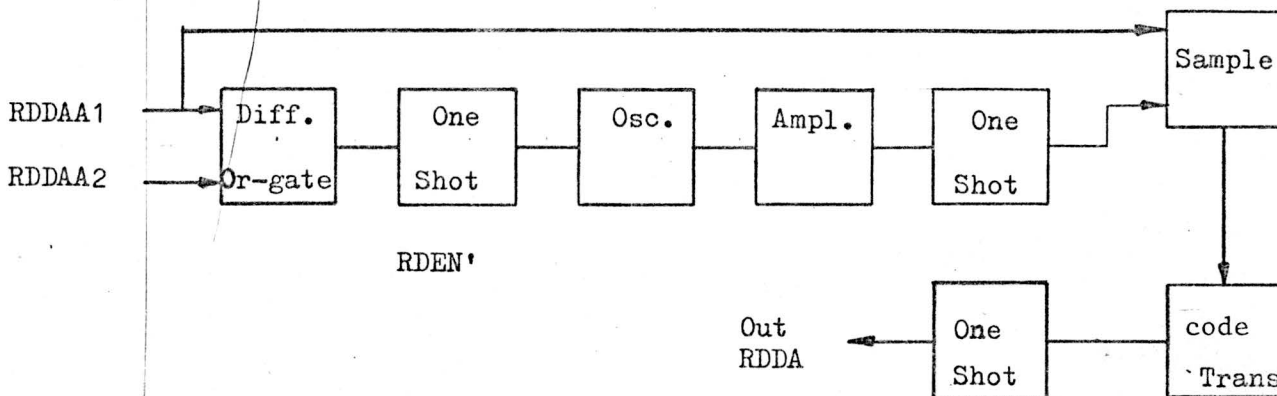 Sample
RDDAA1
Diff.
One
Osc.
Ampl.
One
RDDAA2
Or-gate
Shot
Shot
RDEN'
Out
RDDA
One
Shot
code
Trans